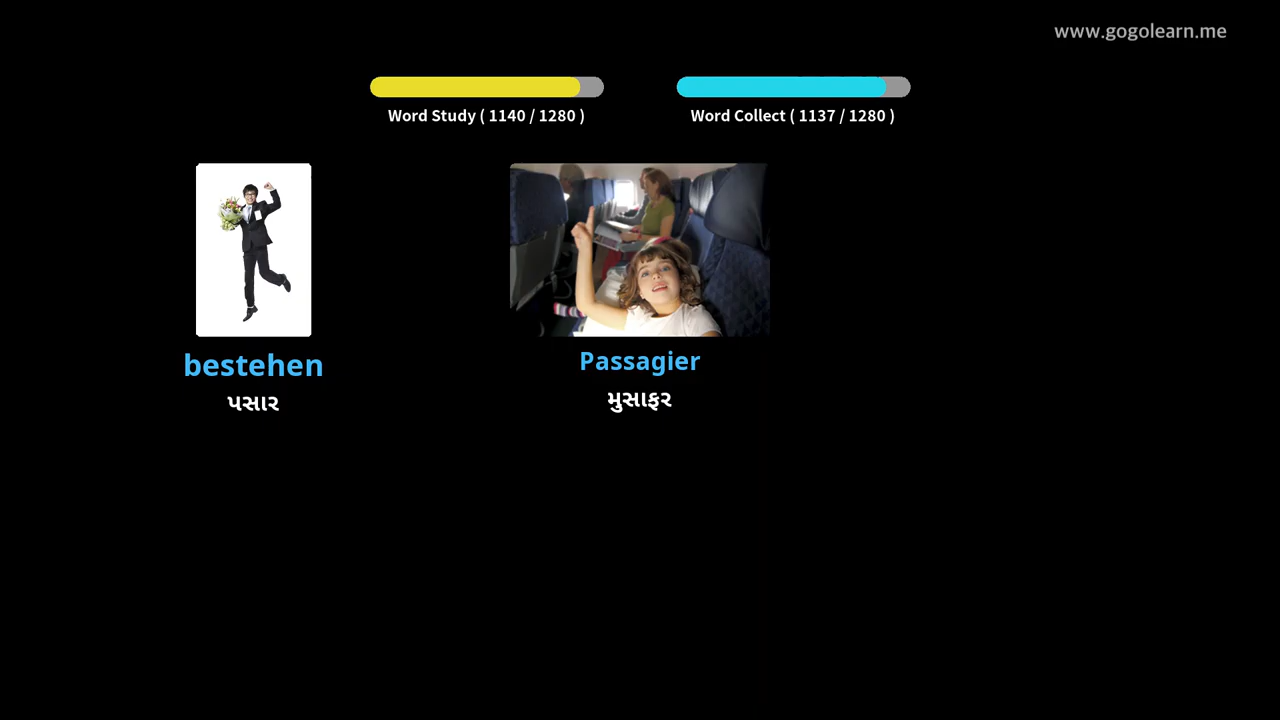 www.gogolearn.me
Word Study ( 1140 / 1280 )
Word Collect ( 1137 / 1280 )
bestehen
પસાર
Passagier
મુસાફર